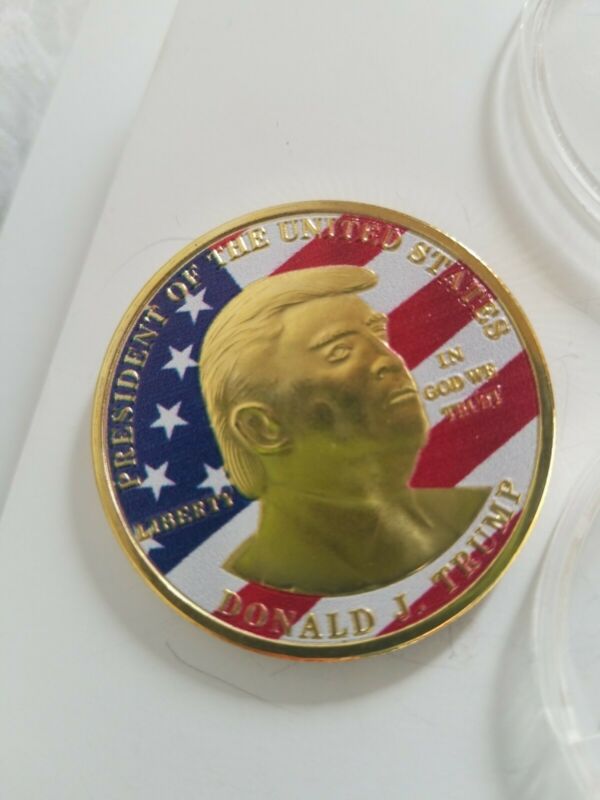 PRESIDENT OF THE UNITED STATES
IN
GOD WE
TRUST
LIBERTY
DONALD J. TRUMP